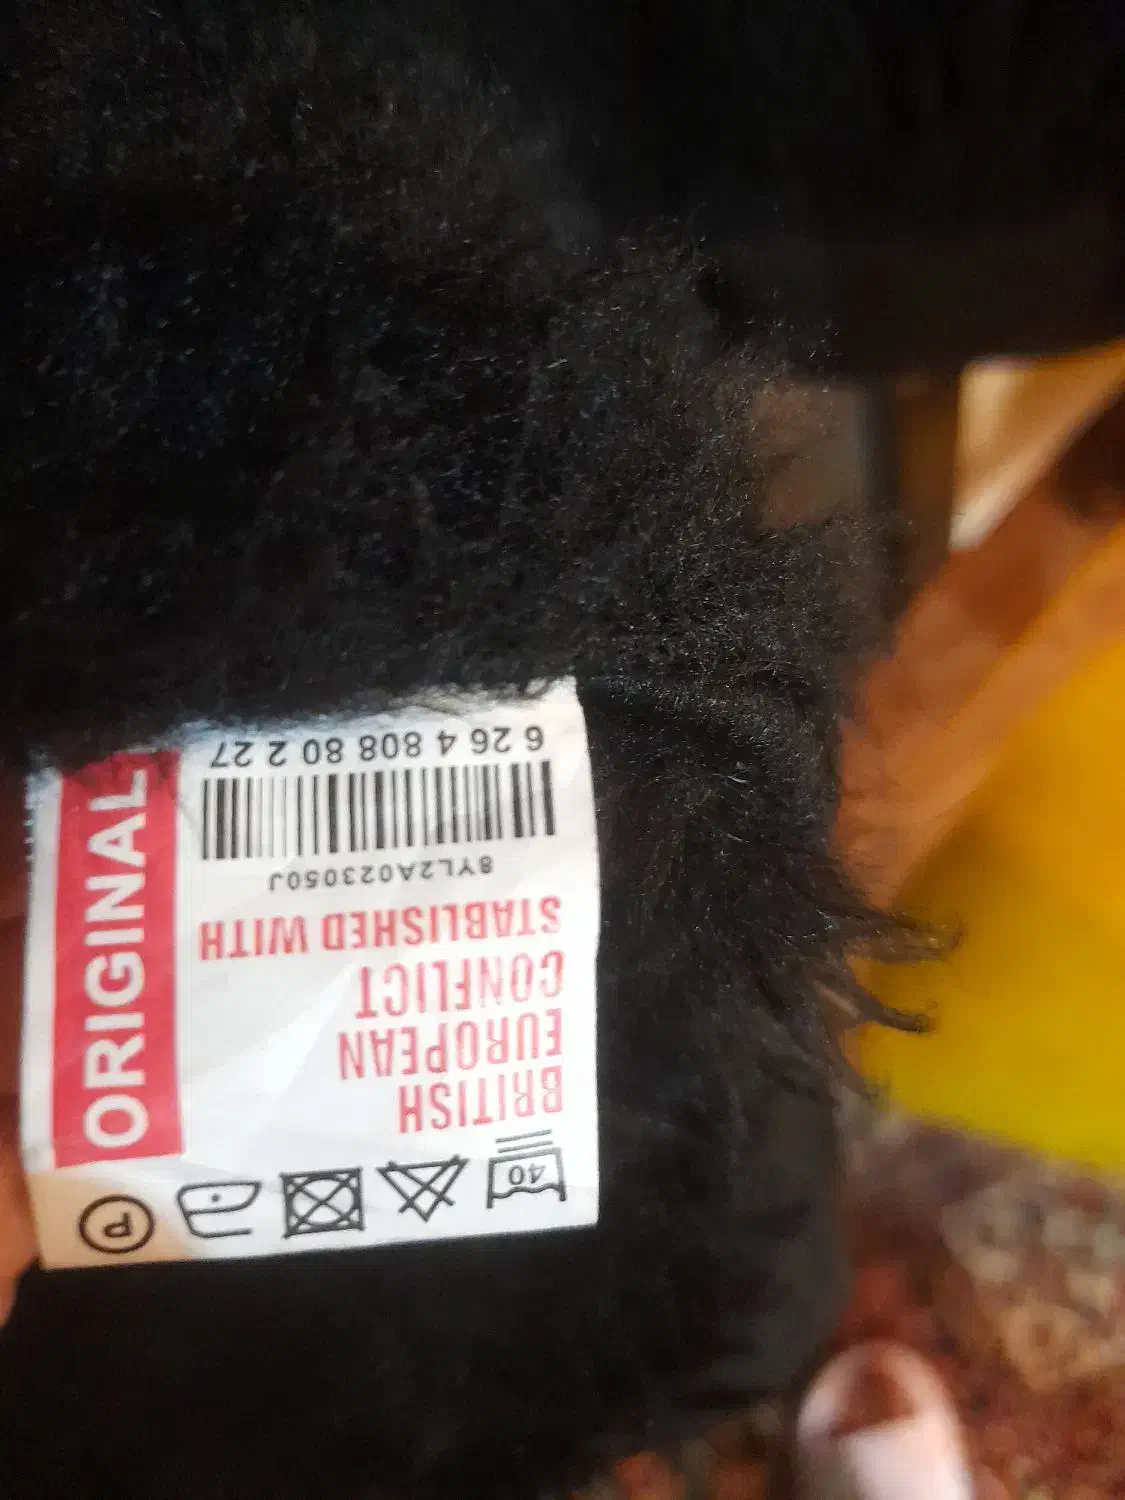 40
P
BRITISH
EUROPEAN
CONFLICT
STABLISHED WITH
8YL2A023050J
6 26 4 808 80 2 27
ORIGINAL